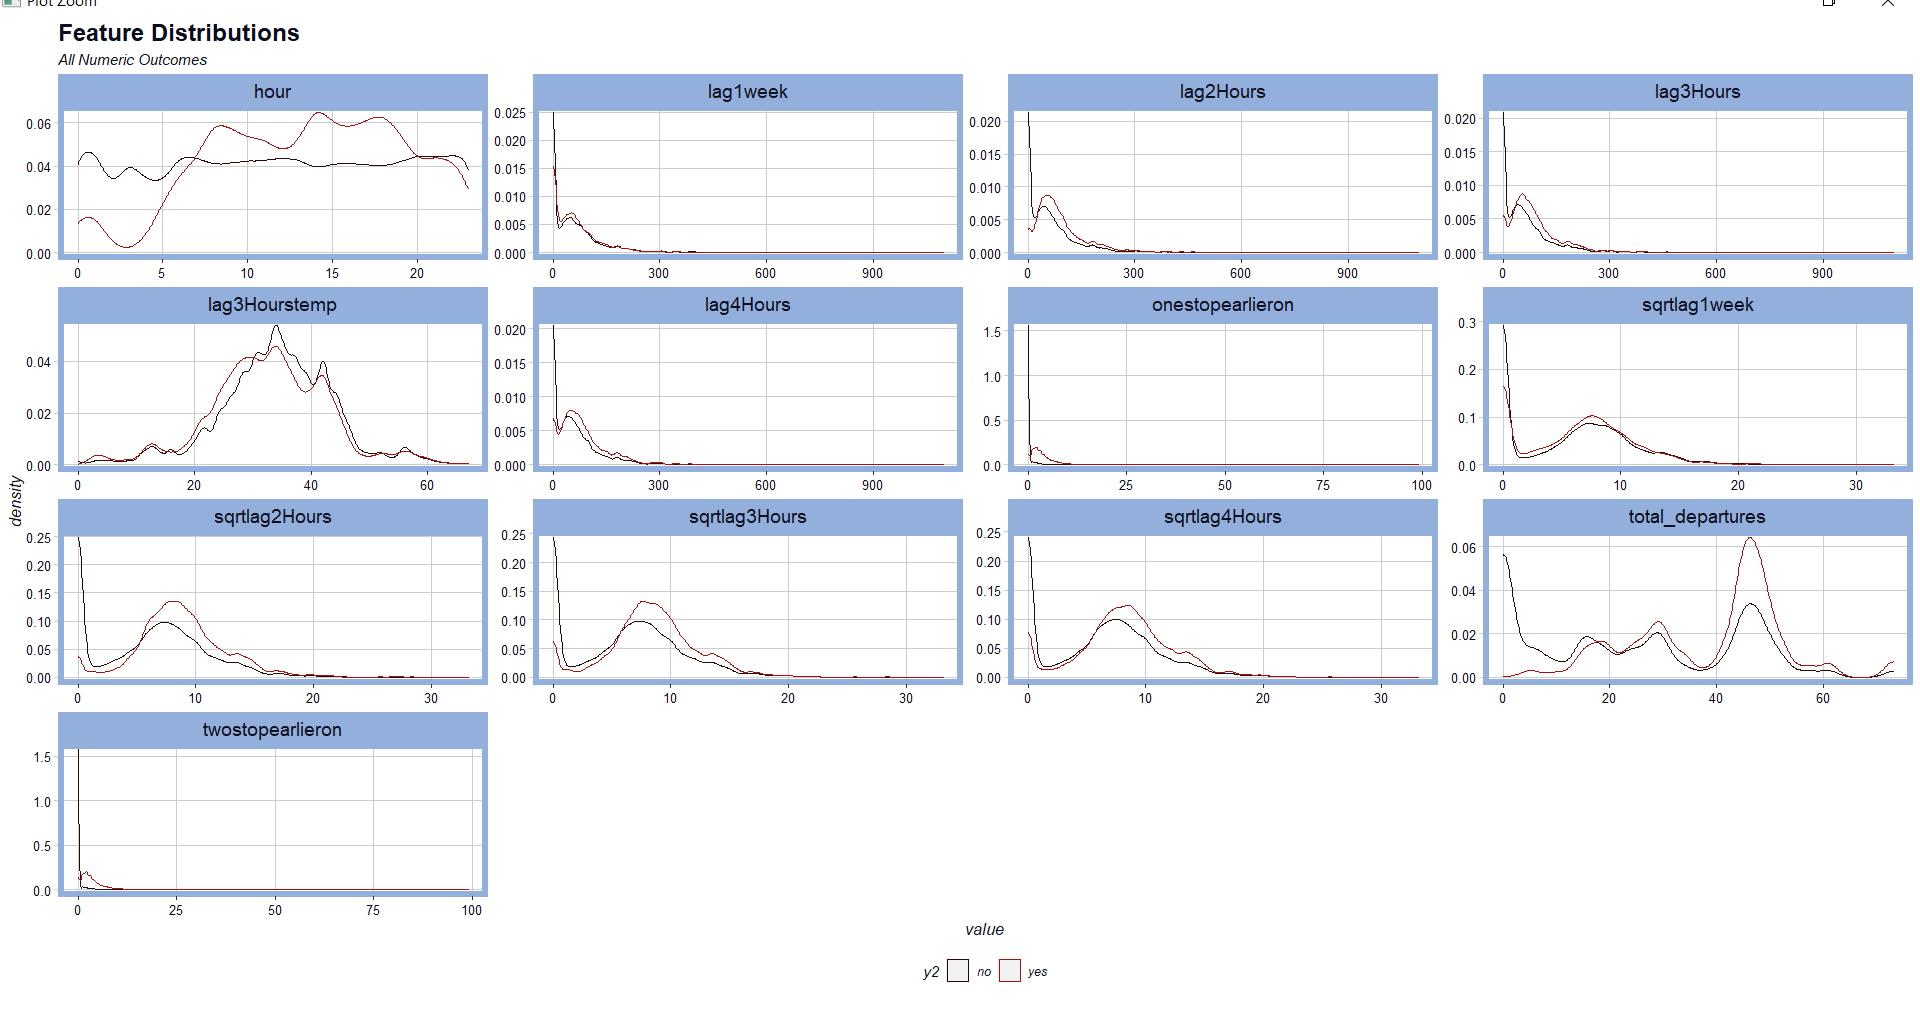 Plot Zoom
Feature Distributions
All Numeric Outcomes
hour
lag1week
lag2Hours
lag3Hours
0.06
0.04
0.02
0.00
0 5 10 15 20
0.025
0.020
0.015
0.010
0.005
0.000
0 300 600 900
0.020
0.015
0.010
0.005
0.000
0 300 600 900
0.020
0.015
0.010
0.005
0.000
0 300 600 900
lag3Hourstemp
lag4Hours
onestopearlieron
sqrtlag1week
0.04
0.02
0.00
0 20 40 60
0.020
0.015
0.010
0.005
0.000
0 300 600 900
1.5
1.0
0.5
0.0
0 25 50 75 100
0.3
0.2
0.1
0.0
0 10 20 30
density
sqrtlag2Hours
sqrtlag3Hours
sqrtlag4Hours
total_departures
0.25
0.20
0.15
0.10
0.05
0.00
0 10 20 30
0.25
0.20
0.15
0.10
0.05
0.00
0 10 20 30
0.25
0.20
0.15
0.10
0.05
0.00
0 10 20 30
0.06
0.04
0.02
0.00
0 20 40 60
twostopearlieron
1.5
1.0
0.5
0.0
0 25 50 75 100
value
y2 no yes